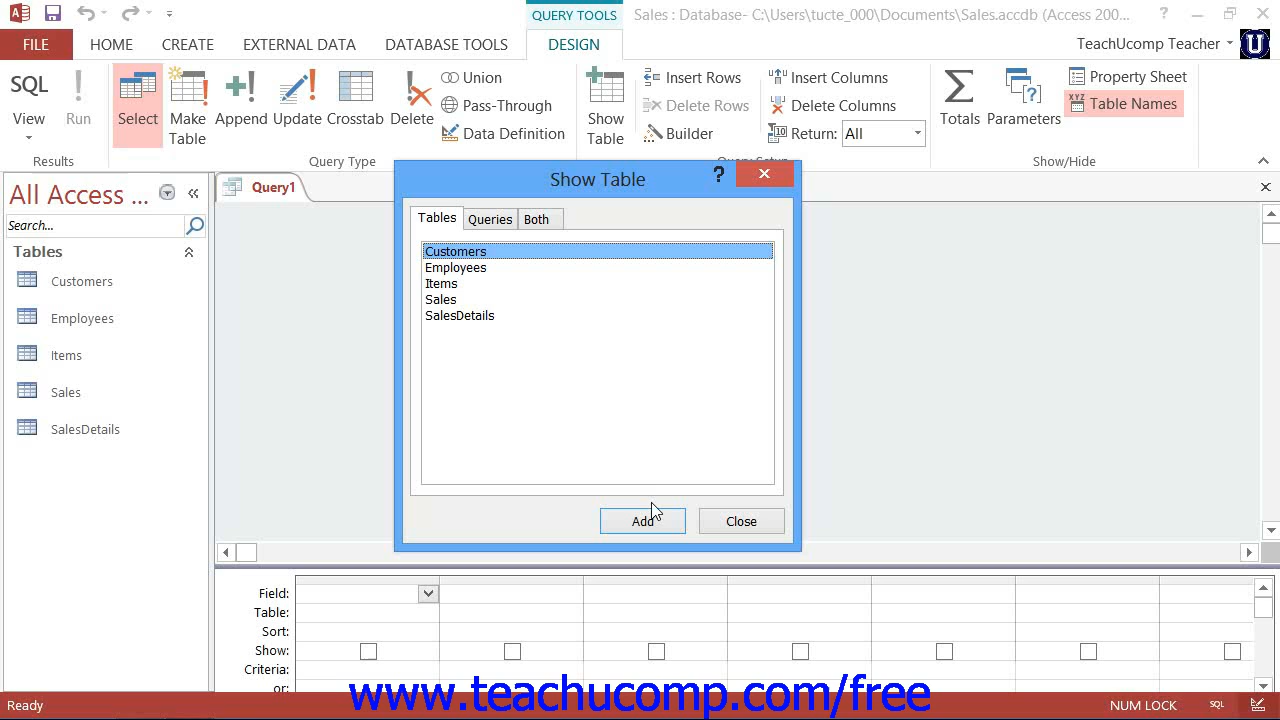 QUERY TOOLS
Sales : Database- C:\Users\tucte_000\Documents\Sales.accdb (Access 200...
FILE HOME CREATE EXTERNAL DATA DATABASE TOOLS DESIGN TeachUcomp Teacher
SQL
View
Run
Select
Make
Table
Append
Update
Crosstab
Delete
Union
Pass-Through
Data Definition
Show
Table
Insert Rows
Delete Rows
Builder
Insert Columns
Delete Columns
Return: All
Totals
Parameters
Property Sheet
XYZ Table Names
Results Query Type Query Setup Show/Hide
All Access ...
Search...
Tables
Customers
Employees
Items
Sales
SalesDetails
Query1
Show Table ?
Tables Queries Both
Customers
Employees
Items
Sales
SalesDetails
Add Close
Field:
Table:
Sort:
Show:
Criteria:
or:
www.teachucomp.com/free
Ready NUM LOCK SQL